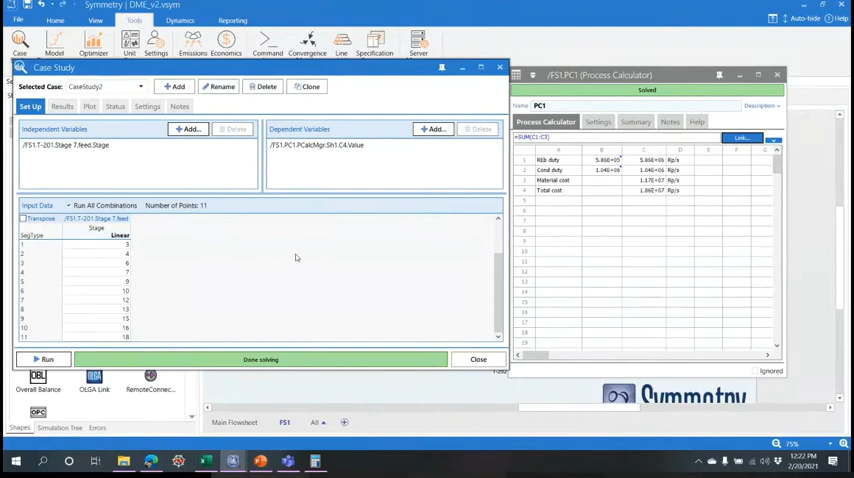 Symmetry | DME_v2.vsym
File Home View Tools Dynamics Reporting
Auto-hide Help
Case Model Optimizer Unit Settings Emissions Economics Command Convergence Line Specification Server
Study Set Manager
Case Study
Selected Case: CaseStudy2 Add Rename Delete Clone
Set Up Results Plot Status Settings Notes
Independent Variables Add... Delete
/FS1.T-201.Stage 7.feed.Stage
Dependent Variables Add... Delete
/FS1.PC1.PCalcMgr.Sh1.C4.Value
Input Data Run All Combinations Number of Points: 11
Transpose /FS1.T-201.Stage 7.feed
Stage
SegType Linear
1 3
2 4
3 6
4 7
5 9
6 10
7 12
8 13
9 15
10 16
11 18
Run Done solving Close
/FS1.PC1 (Process Calculator)
Solved
Name PC1 Description
Process Calculator Settings Summary Notes Help
=SUM(C1:C3) Link...
A B C D E F G
1 REb duty 5.86E+05 5.86E+06 Rp/s
2 Cond duty 1.04E+06 1.04E+06 Rp/s
3 Material cost 1.17E+07 Rp/s
4 Total cost 1.86E+07 Rp/s
5
6
7
8
9
10
11
12
13
14
15
16
17
18
19
Ignored
Overall Balance OLGA Link RemoteConnec...
OBL OLGA
OPC
Shapes Simulation Tree Errors
Symmetry
Main Flowsheet FS1 All
75%
12:22 PM
2/20/2021